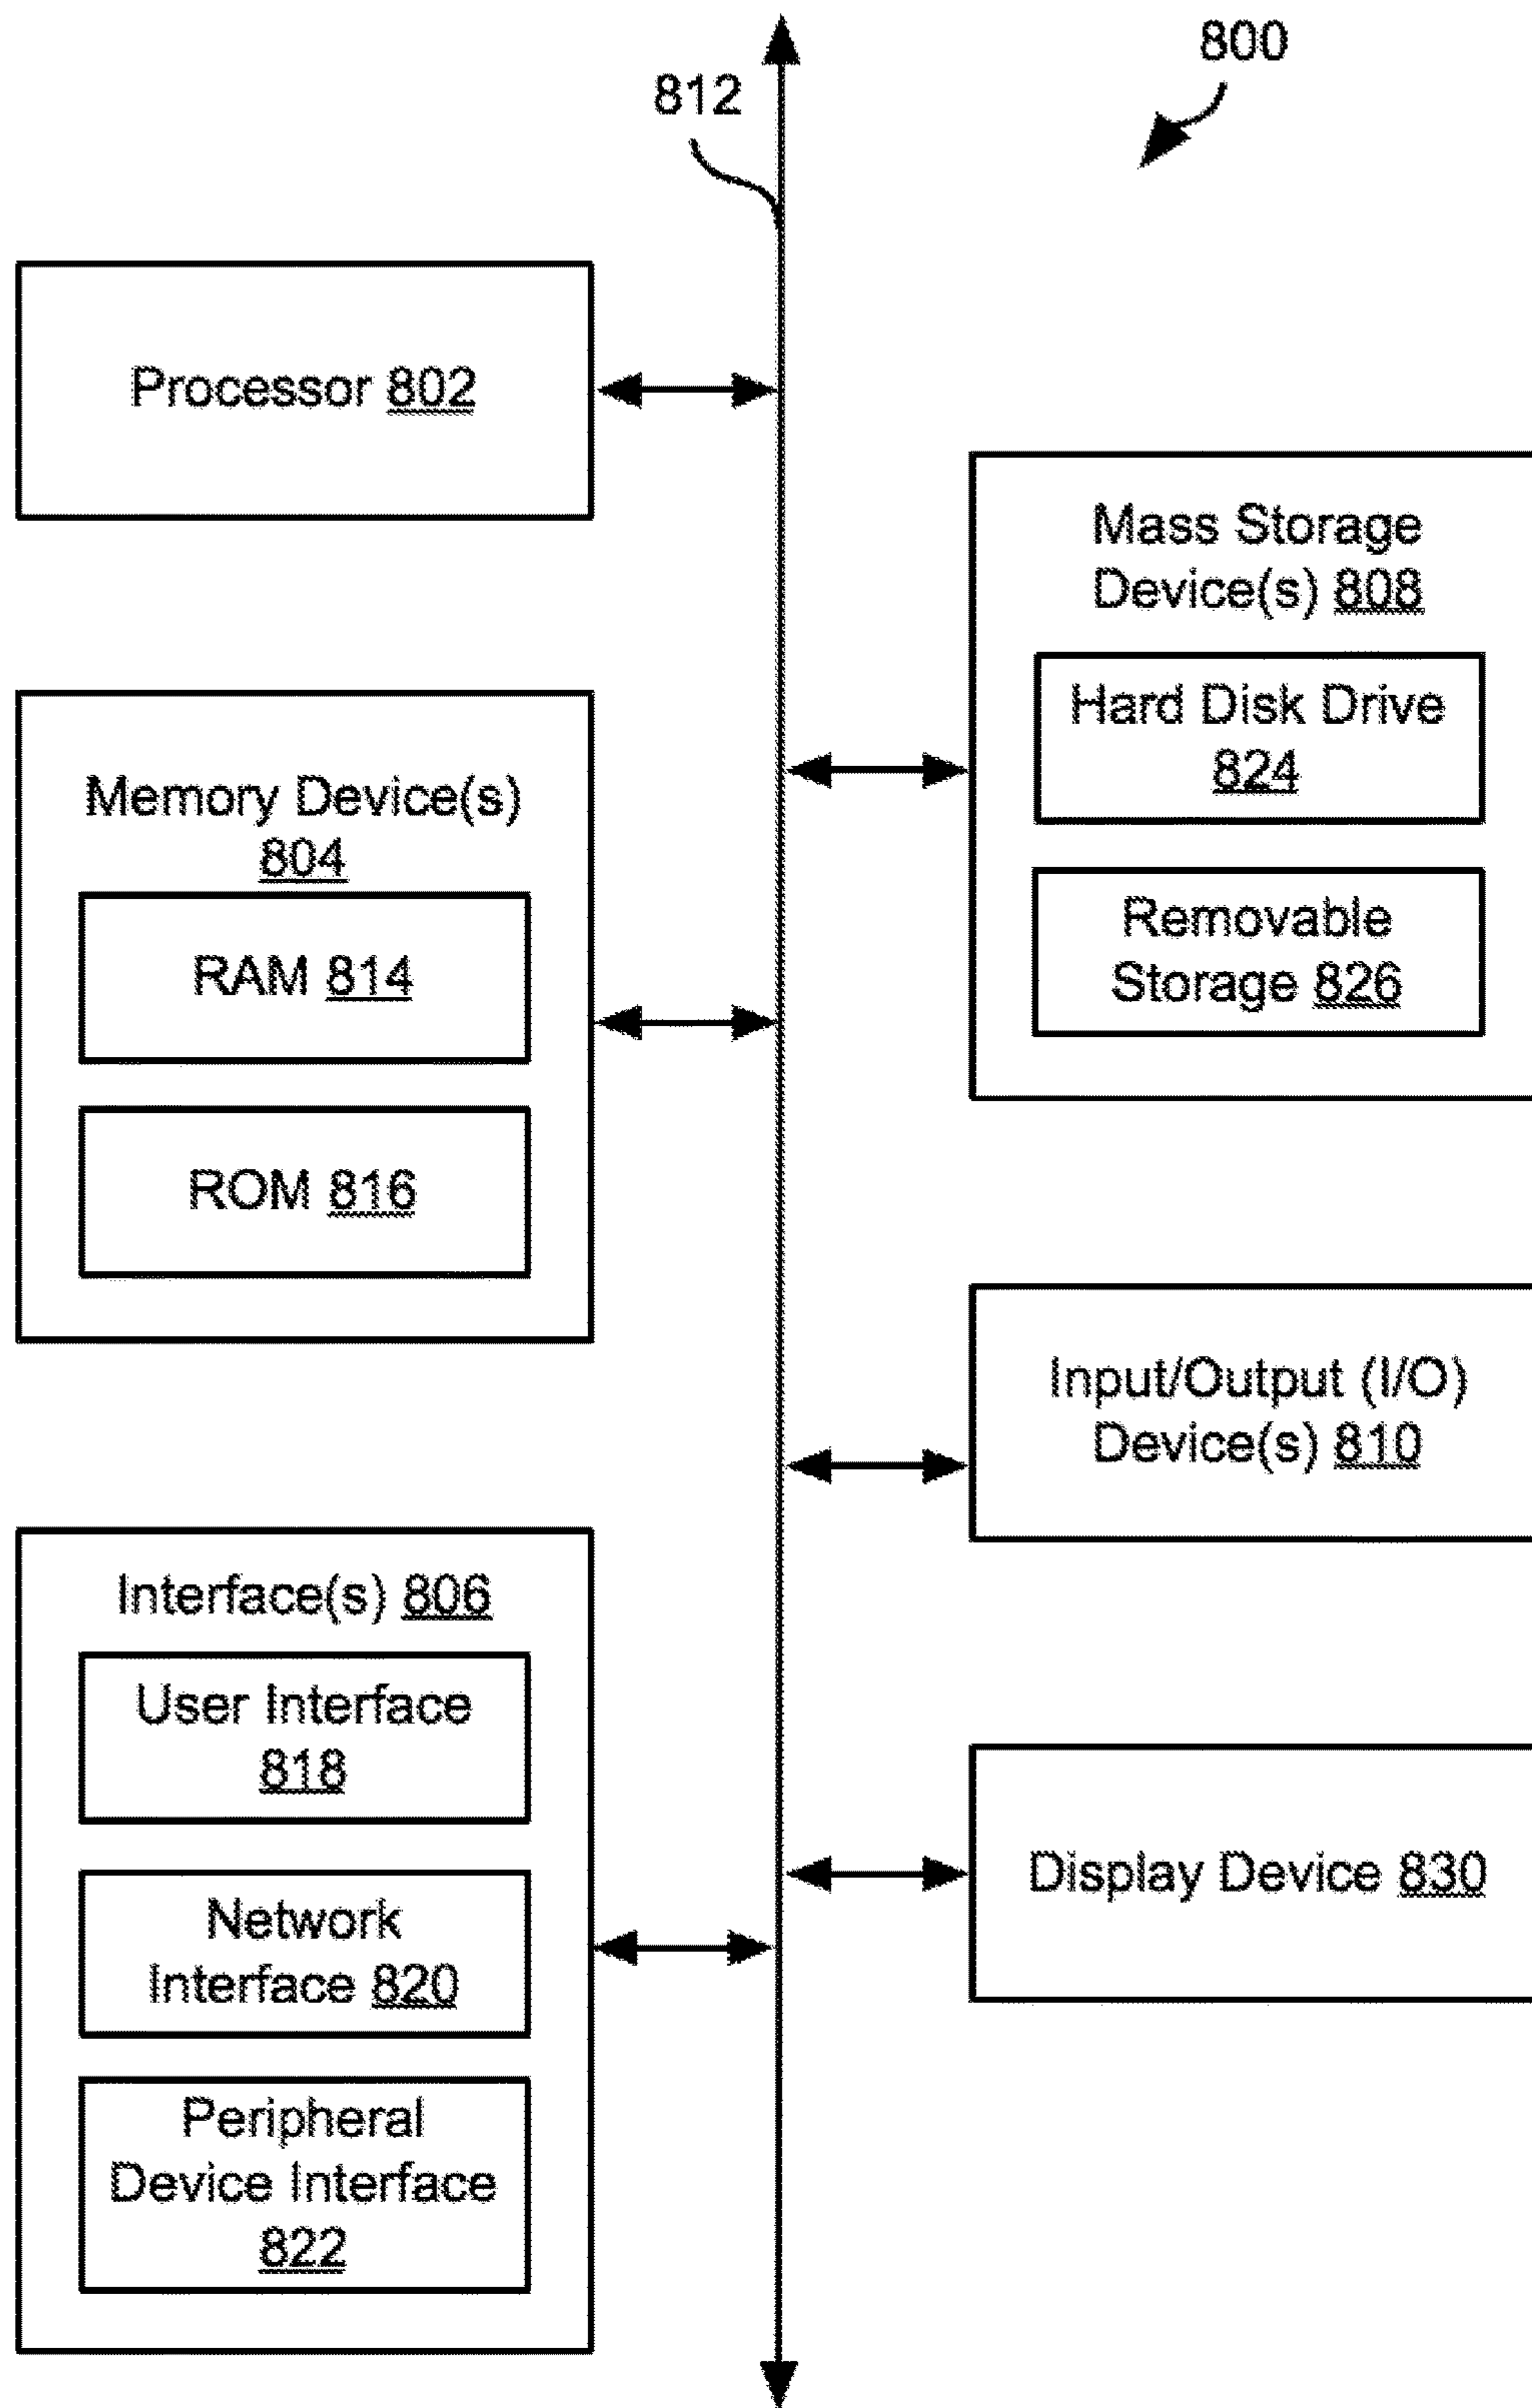 800
812
Processor 802
Mass Storage
Device(s) 808
Hard Disk Drive
824
Removable
Storage 826
Memory Device(s)
804
RAM 814
ROM 816
Input/Output (I/O)
Device(s) 810
Interface(s) 806
User Interface
818
Network
Interface 820
Peripheral
Device Interface
822
Display Device 830